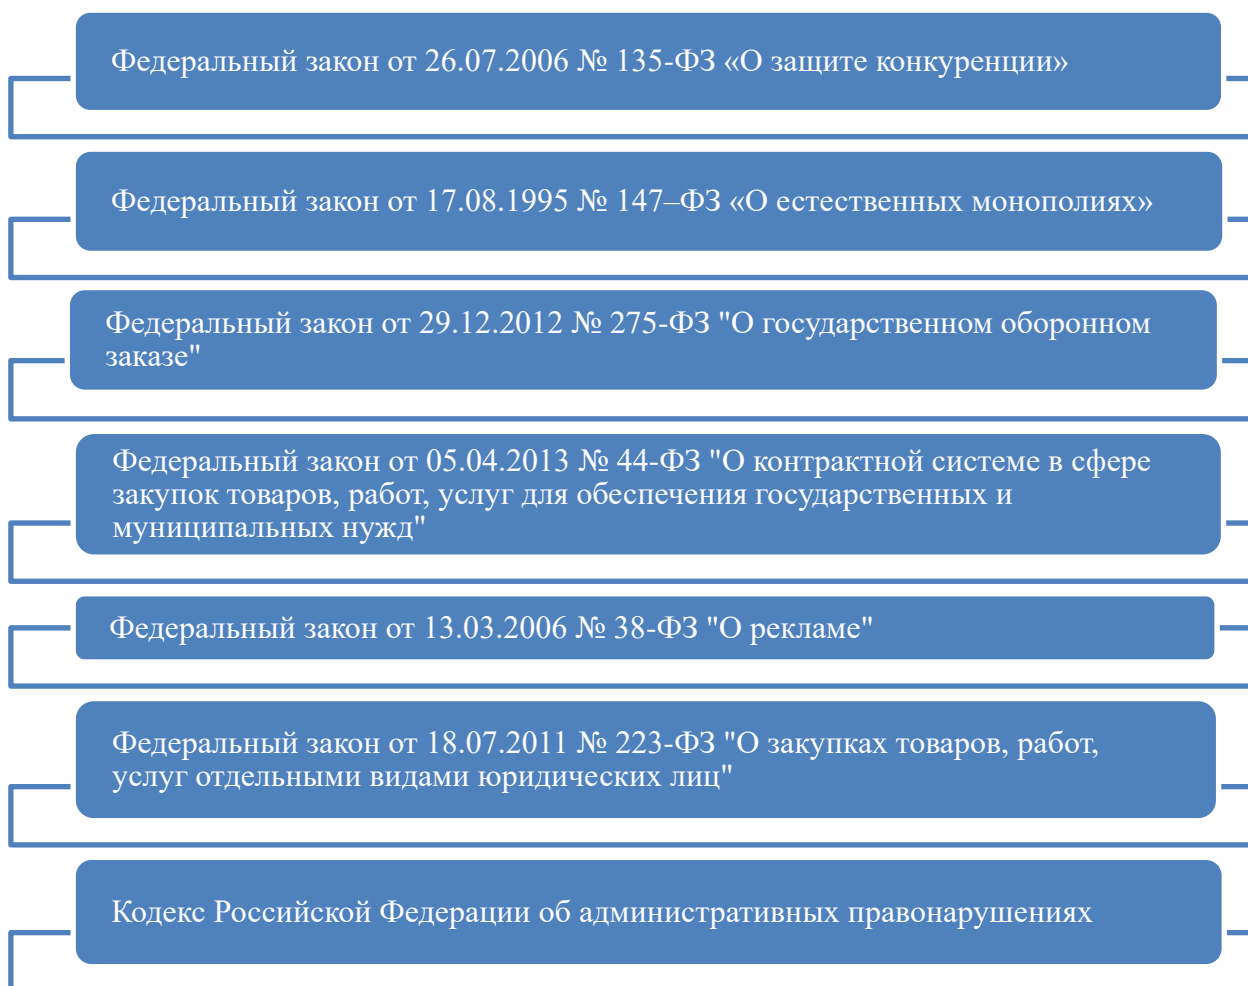 Федеральный закон от 26.07.2006 № 135-ФЗ «О защите конкуренции»
Федеральный закон от 17.08.1995 № 147–ФЗ «О естественных монополиях»
Федеральный закон от 29.12.2012 № 275-ФЗ "О государственном оборонном
заказе"
Федеральный закон от 05.04.2013 № 44-ФЗ "О контрактной системе в сфере
закупок товаров, работ, услуг для обеспечения государственных и
муниципальных нужд"
Федеральный закон от 13.03.2006 № 38-ФЗ "О рекламе"
Федеральный закон от 18.07.2011 № 223-ФЗ "О закупках товаров, работ,
услуг отдельными видами юридических лиц"
Кодекс Российской Федерации об административных правонарушениях